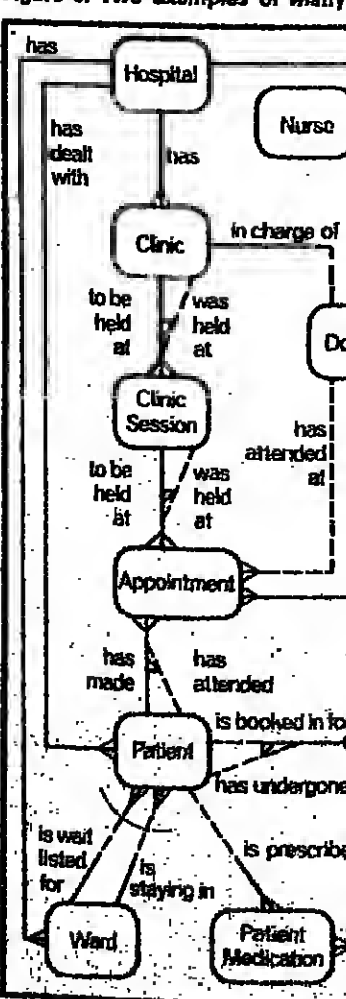 has
Hospital
Nurse
has
dealt
with
has
Clinic
in charge of
to be
held
at
was
held
at
Do
Clinic
Session
has
attended
at
to be
held
at
was
held
at
Appointment
has
made
has
attended
is booked in fo
Patient
has undergone
is wait
listed
for
is
staying in
is prescribe
Ward
Patient
Medication